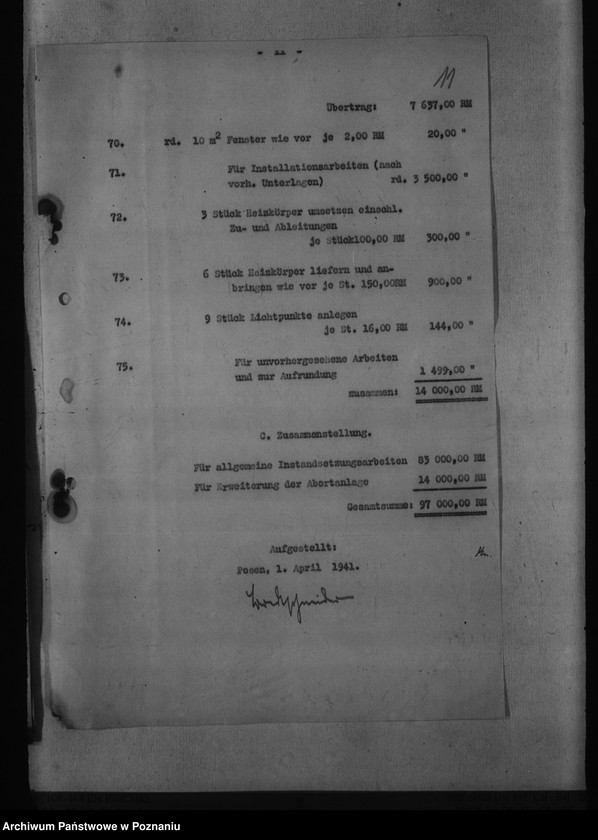 - 11 -
11
Übertrag: 7 637,00 RM
70. rd. 10 m² Fenster wie vor je 2,00 RM 20,00 "
71. Für Installationsarbeiten (nach
vorh. Unterlagen) rd. 3 500,00 "
72. 3 Stück Heizkörper umsetzen einschl.
Zu- und Ableitungen
je Stück100,00 RM 300,00 "
73. 6 Stück Heizkörper liefern und an-
bringen wie vor je St. 150,00RM 900,00 "
74. 9 Stück Lichtpunkte anlegen
je St. 16,00 RM 144,00 "
75. Für unvorhergesehene Arbeiten
und zur Aufrundung 1 499,00 "
zusammen: 14 000,00 RM
C. Zusammenstellung.
Für allgemeine Instandsetzungsarbeiten 83 000,00 RM
Für Erweiterung der Abortanlage 14 000,00 RM
Gesamtsumme: 97 000,00 RM
Aufgestellt:
Posen, 1. April 1941.
Bredtschneider
Archiwum Państwowe w Poznaniu